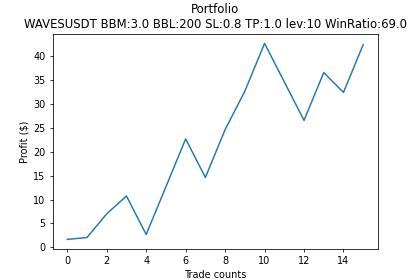 Portfolio
WAVESUSDT BBM:3.0 BBL:200 SL:0.8 TP:1.0 lev:10 WinRatio:69.0
Profit ($)
40
35
30
25
20
15
10
5
0
0 2 4 6 8 10 12 14
Trade counts